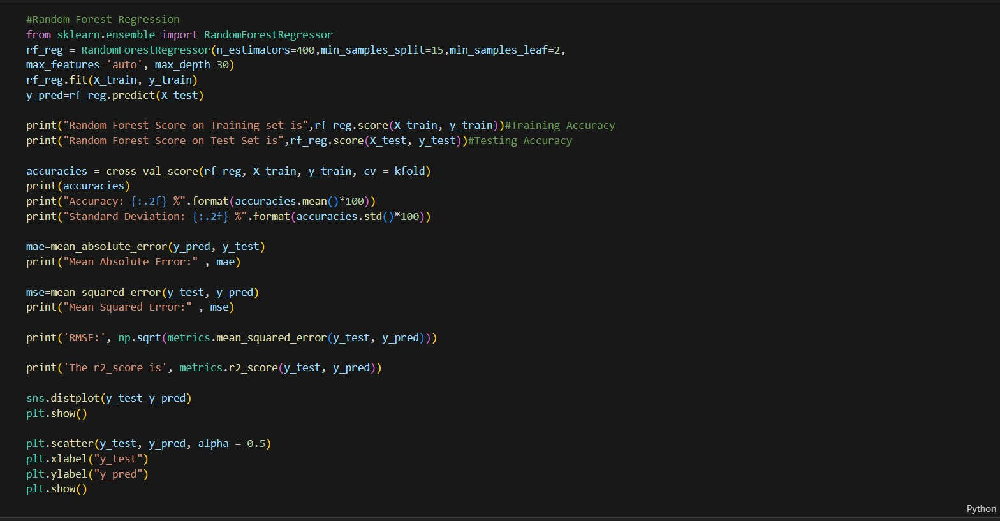 #Random Forest Regression
from sklearn.ensemble import RandomForestRegressor
rf_reg = RandomForestRegressor(n_estimators=400,min_samples_split=15,min_samples_leaf=2,
max_features='auto', max_depth=30)
rf_reg.fit(X_train, y_train)
y_pred=rf_reg.predict(X_test)
print("Random Forest Score on Training set is",rf_reg.score(X_train, y_train))#Training Accuracy
print("Random Forest Score on Test Set is",rf_reg.score(X_test, y_test))#Testing Accuracy
accuracies = cross_val_score(rf_reg, X_train, y_train, cv = kfold)
print(accuracies)
print("Accuracy: {:.2f} %".format(accuracies.mean()*100))
print("Standard Deviation: {:.2f} %".format(accuracies.std()*100))
mae=mean_absolute_error(y_pred, y_test)
print("Mean Absolute Error:" , mae)
mse=mean_squared_error(y_test, y_pred)
print("Mean Squared Error:" , mse)
print('RMSE:', np.sqrt(metrics.mean_squared_error(y_test, y_pred)))
print('The r2_score is', metrics.r2_score(y_test, y_pred))
sns.distplot(y_test-y_pred)
plt.show()
plt.scatter(y_test, y_pred, alpha = 0.5)
plt.xlabel("y_test")
plt.ylabel("y_pred")
plt.show()
Python